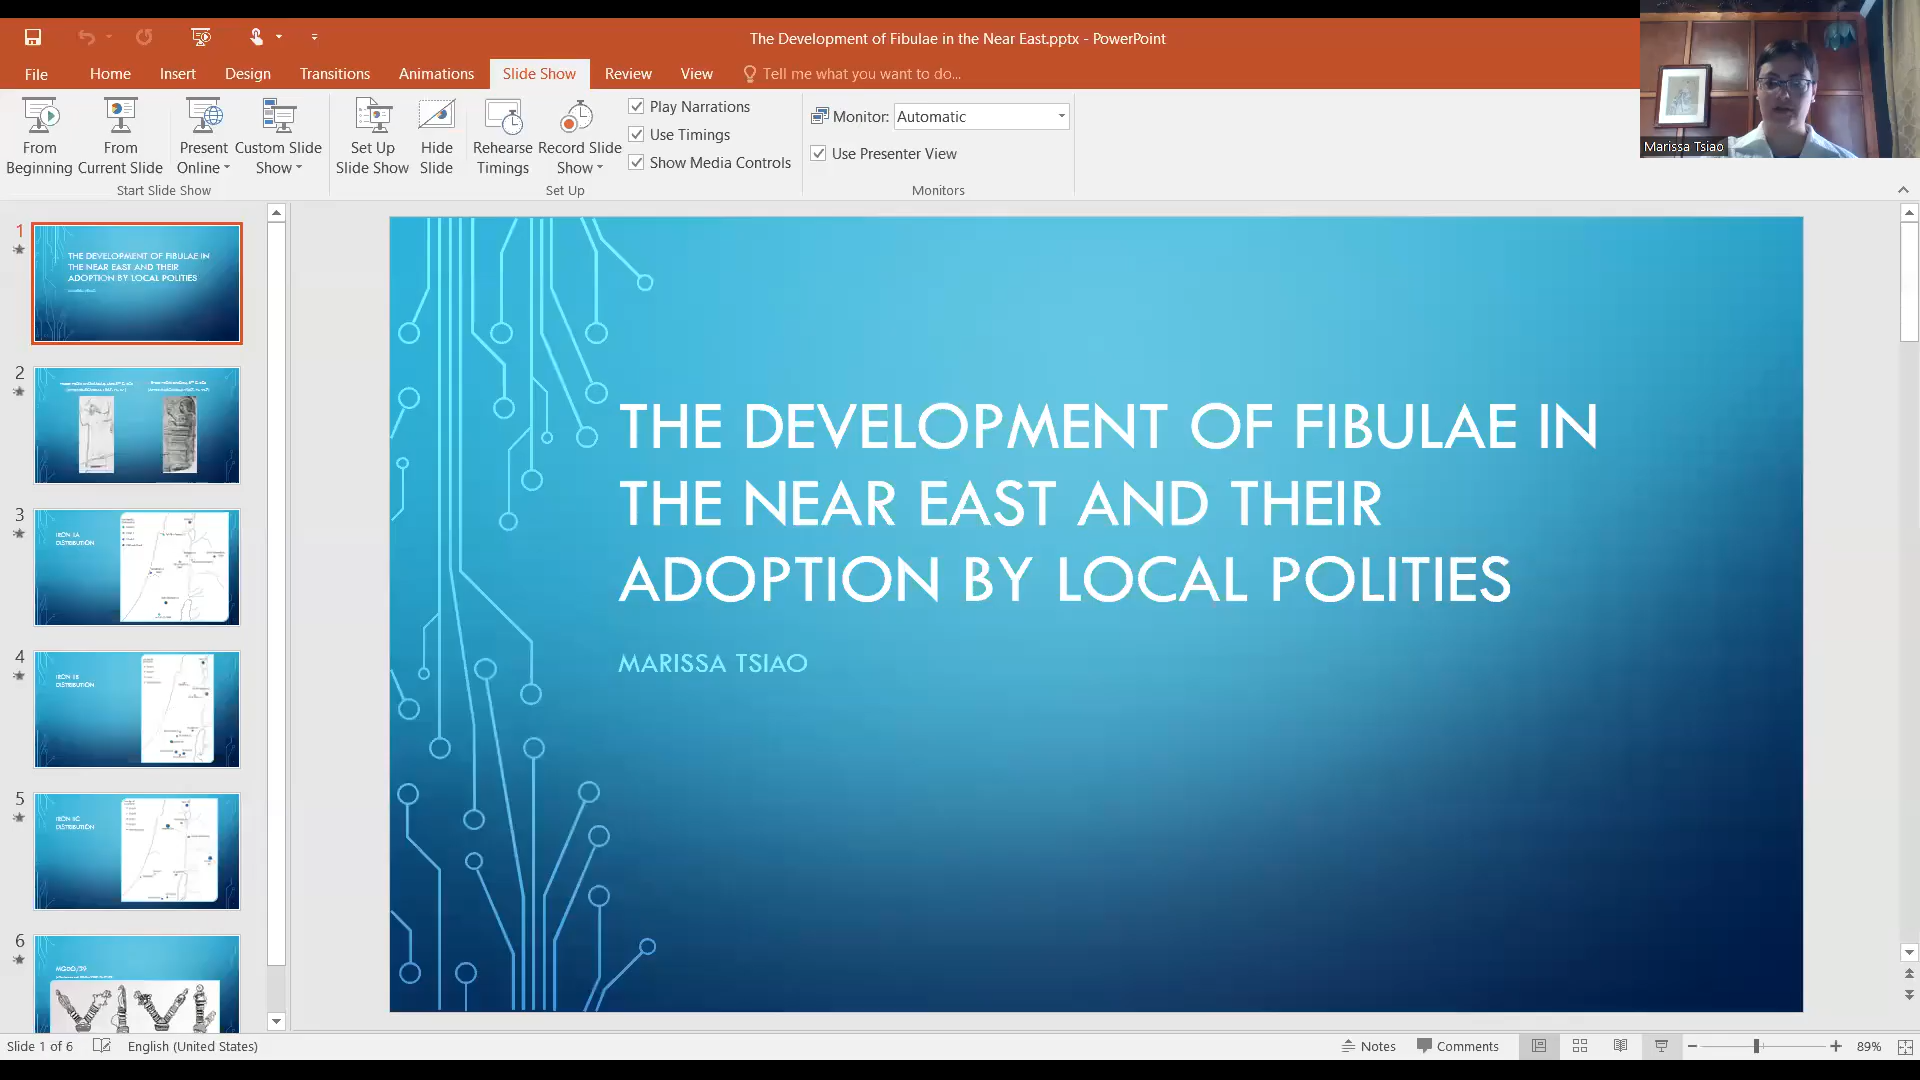 The Development of Fibulae in the Near East.pptx - PowerPoint
File
Home
Insert
Design
Transitions
Animations
Slide Show
Review
View
Tell me what you want to do...
From Beginning
From Current Slide
Present Online
Custom Slide Show
Start Slide Show
Set Up Slide Show
Hide Slide
Rehearse Timings
Record Slide Show
Play Narrations
Use Timings
Show Media Controls
Set Up
Monitor:
Automatic
Use Presenter View
Monitors
Marissa Tsiao
1
THE DEVELOPMENT OF FIBULAE IN
THE NEAR EAST AND THEIR
ADOPTION BY LOCAL POLITIES
2
3
DISTRIBUTION
4
DISTRIBUTION
5
DISTRIBUTION
6
THE DEVELOPMENT OF FIBULAE IN
THE NEAR EAST AND THEIR
ADOPTION BY LOCAL POLITIES
MARISSA TSIAO
Slide 1 of 6
English (United States)
Notes
Comments
89%